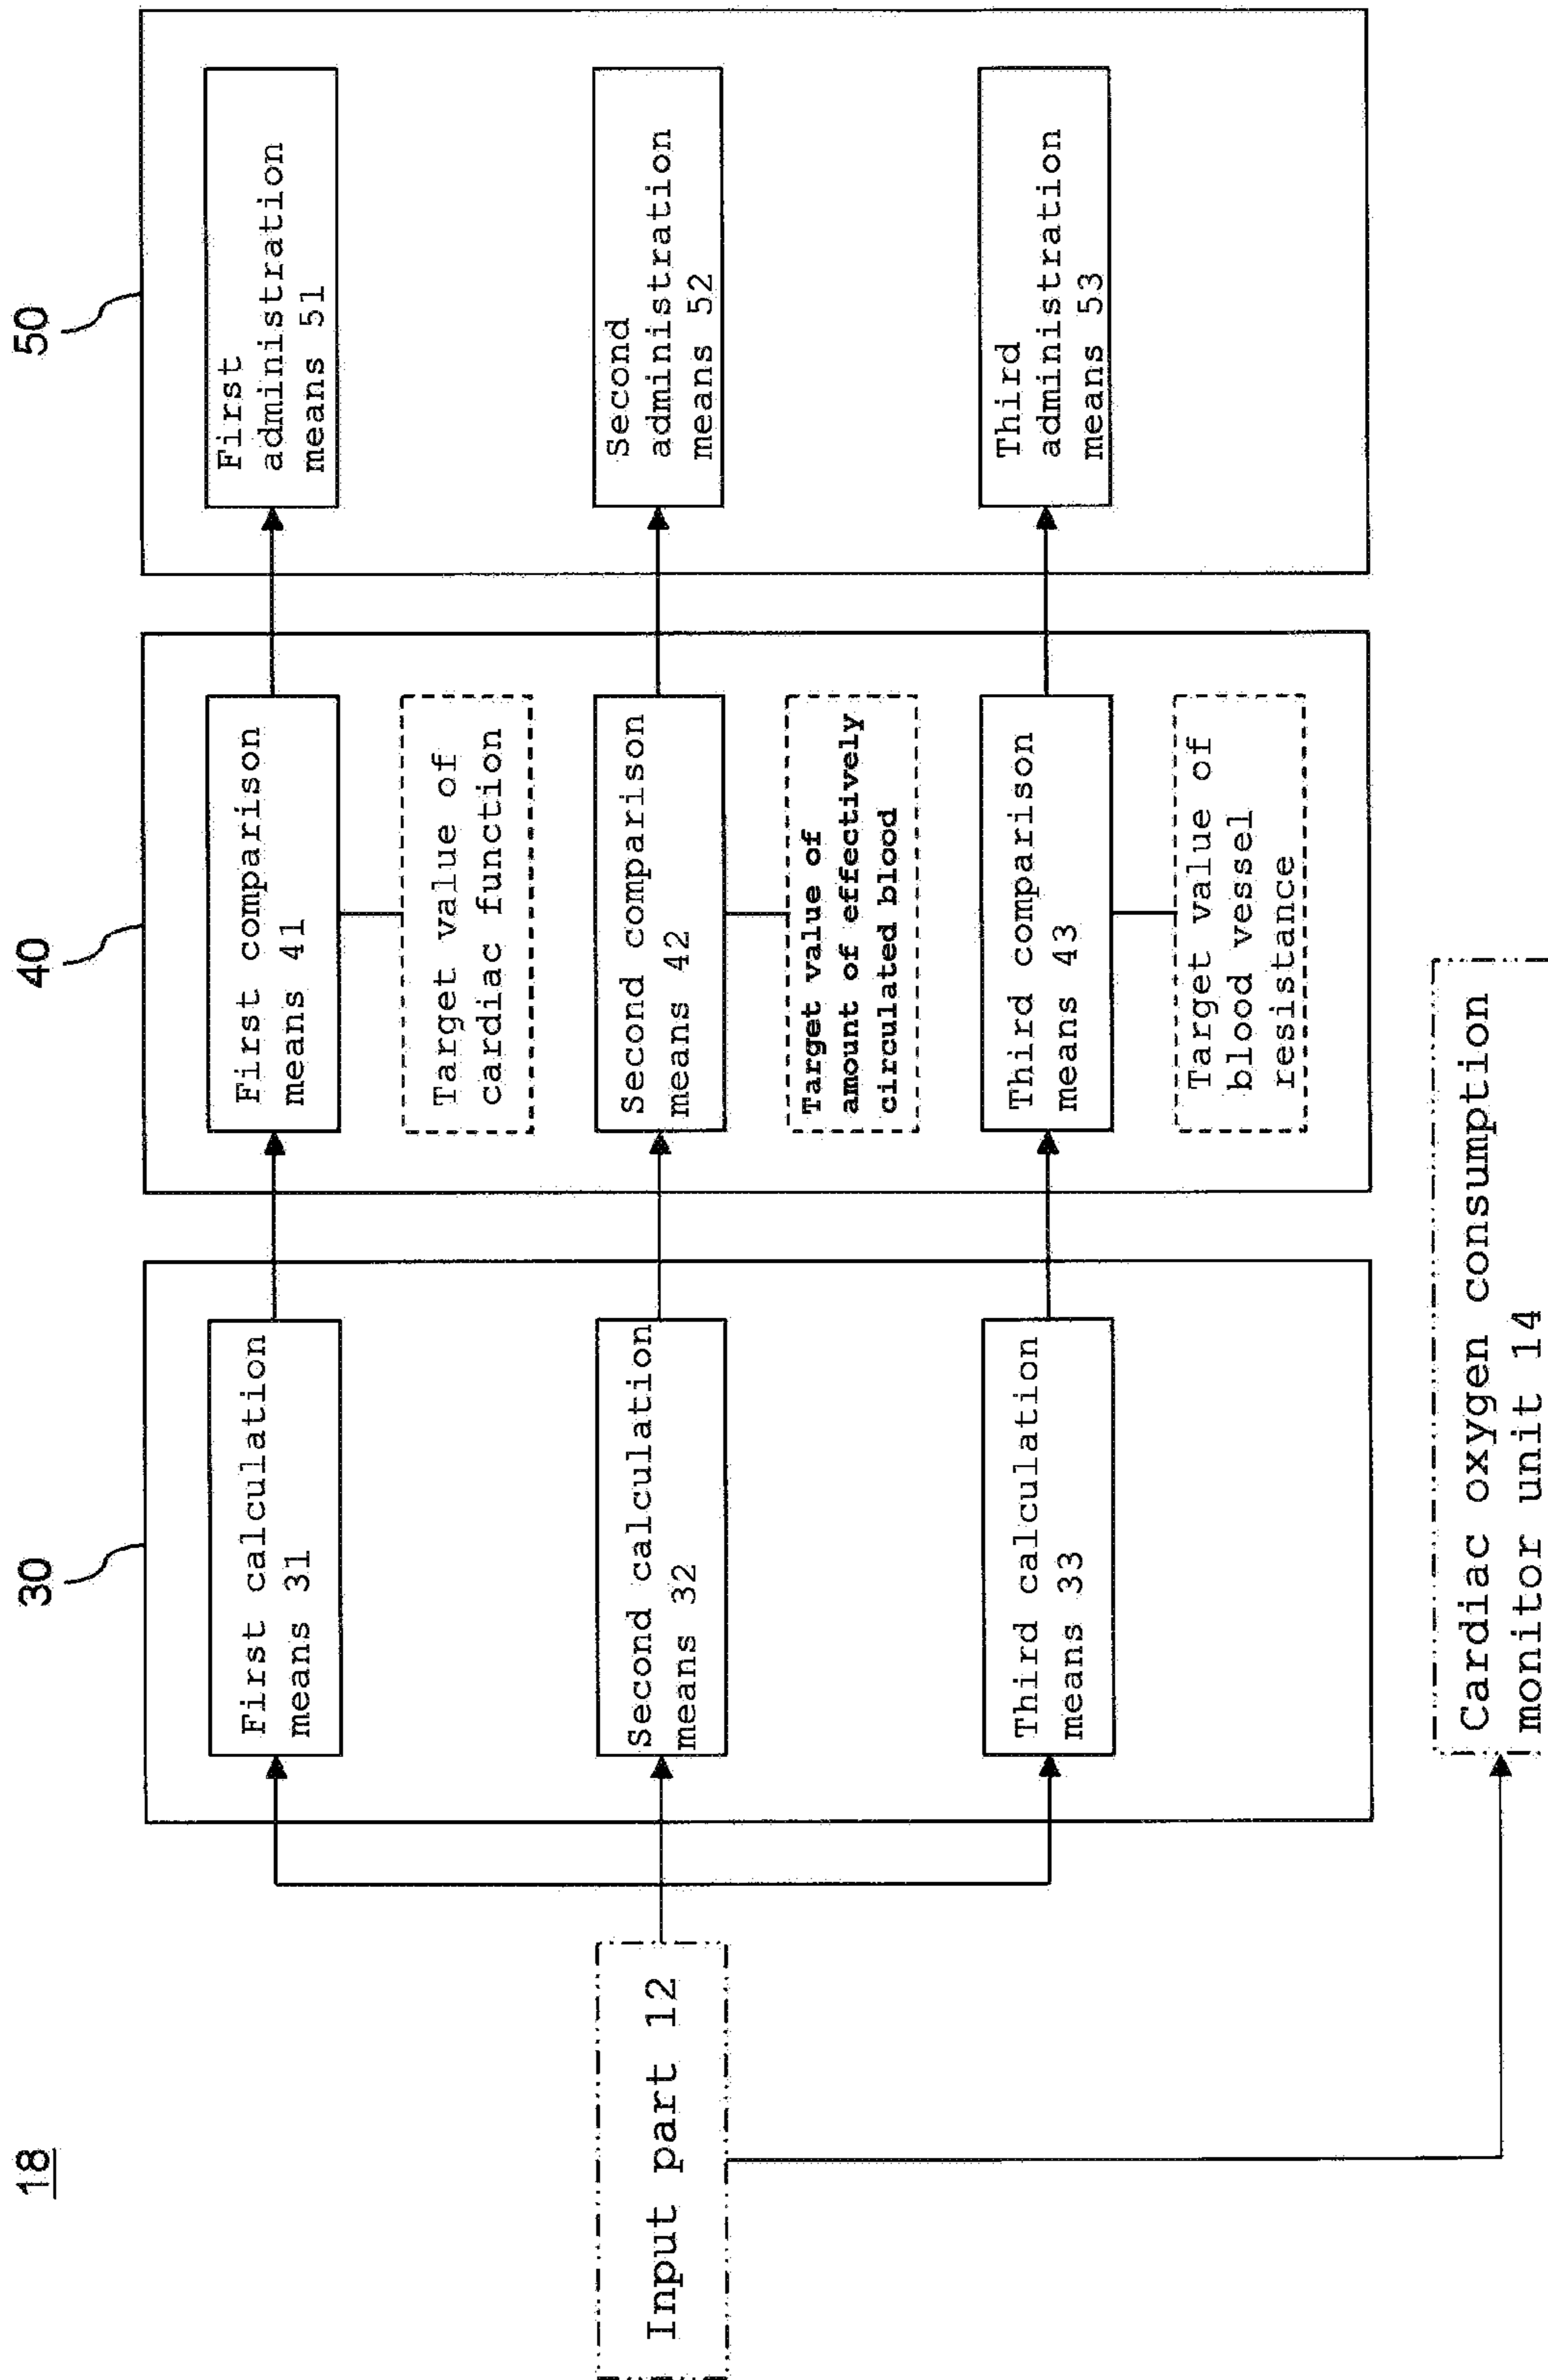 18
30
40
50
First calculation
means 31
First comparison
means 41
First
administration
means 51
Target value of
cardiac function
Input part 12
Second calculation
means 32
Second comparison
means 42
Second
administration
means 52
Target value of
amount of effectively
circulated blood
Third calculation
means 33
Third comparison
means 43
Third
administration
means 53
Target value of
blood vessel
resistance
Cardiac oxygen consumption
monitor unit 14